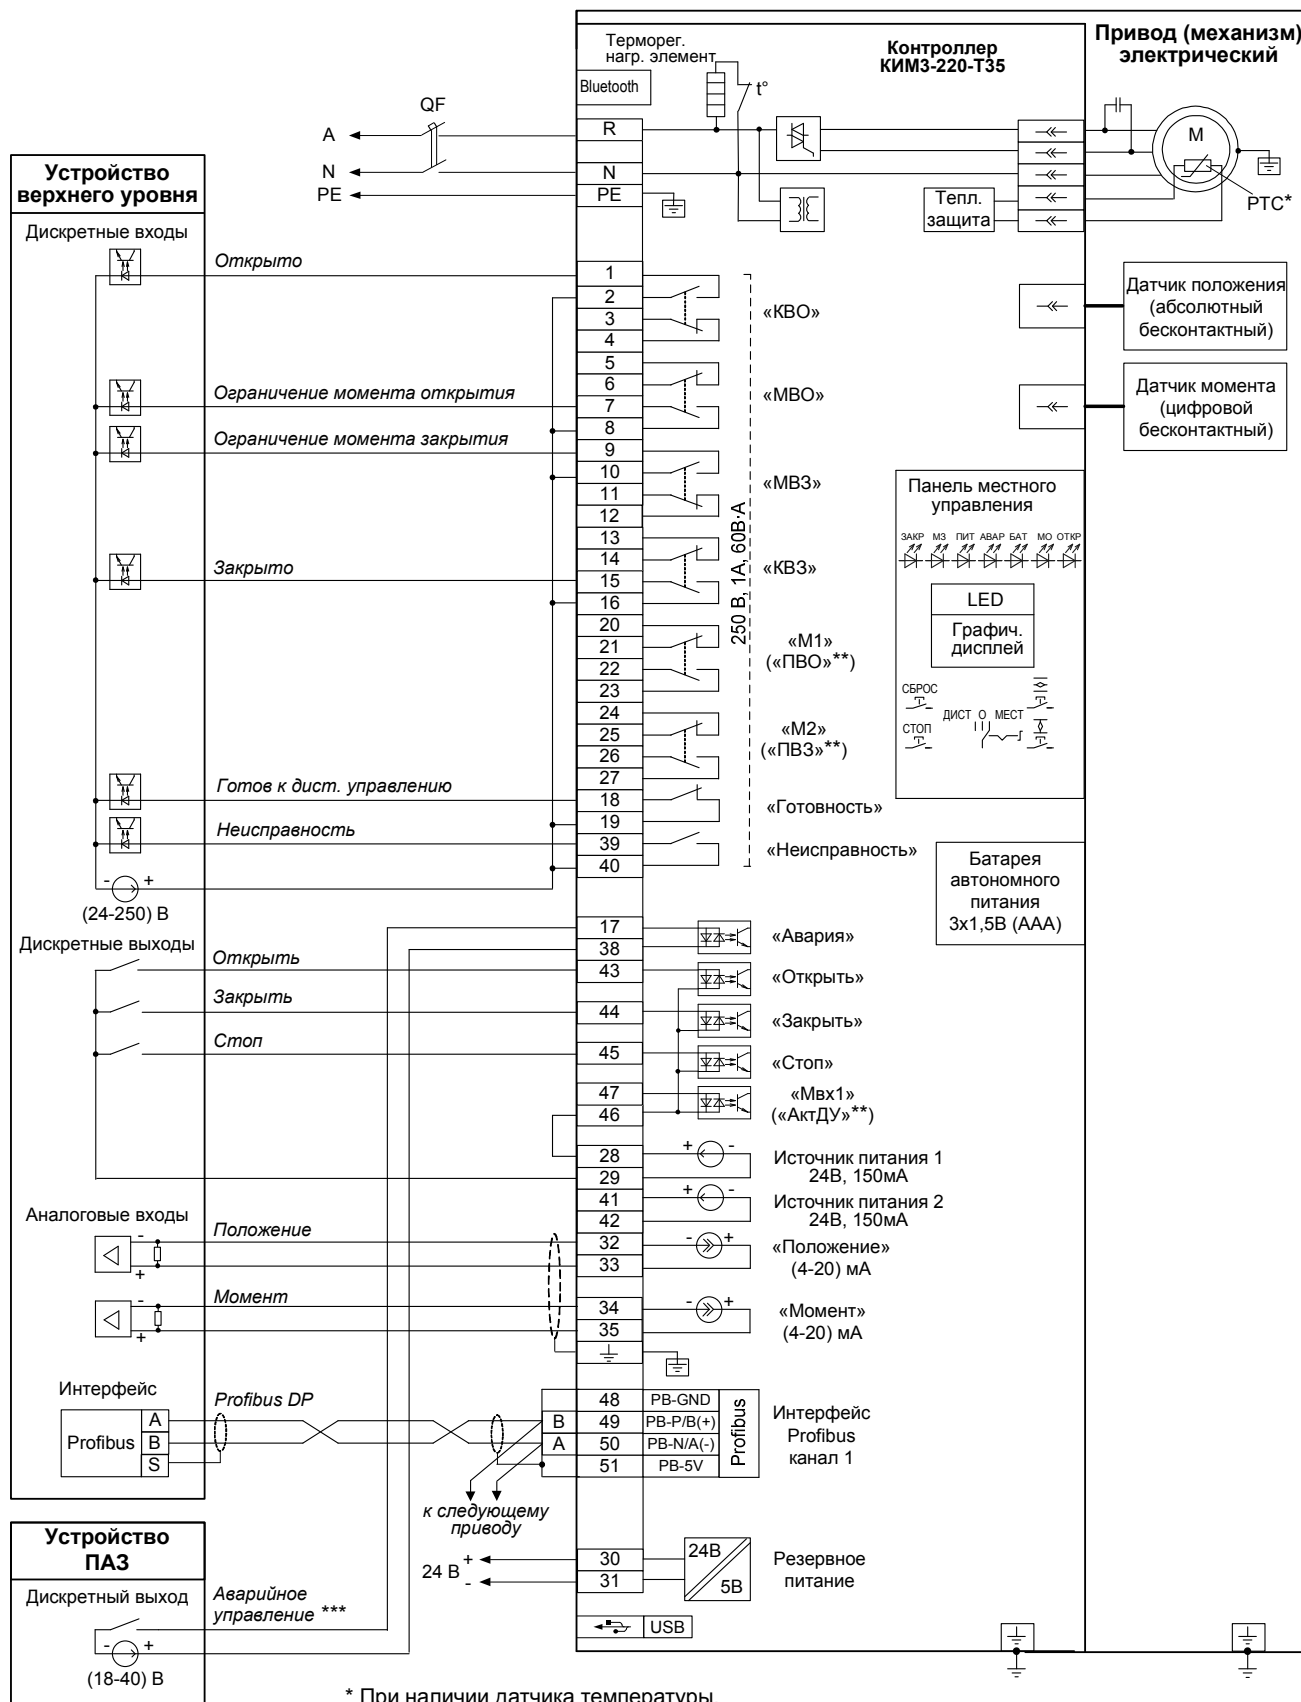 Привод (механизм)
электрический
Контроллер
КИМ3-220-Т35
Терморег.
нагр. элемент
Bluetooth
t°
QF
A
N
PE
R
N
PE
M
PTC*
Тепл.
защита
Устройство
верхнего уровня
Дискретные входы
Открыто
Ограничение момента открытия
Ограничение момента закрытия
Закрыто
Готов к дист. управлению
Неисправность
- +
(24-250) В
1
2
3
4
«КВО»
5
6
7
8
«МВО»
9
10
11
12
«МВЗ»
13
14
15
16
«КВЗ»
20
21
22
23
«М1»
(«ПВО»**)
24
25
26
27
«М2»
(«ПВЗ»**)
18
19
«Готовность»
39
40
«Неисправность»
250 В, 1А, 60В·А
Датчик положения
(абсолютный
бесконтактный)
Датчик момента
(цифровой
бесконтактный)
Панель местного
управления
ЗАКР МЗ ПИТ АВАР БАТ МО ОТКР
LED
Графич.
дисплей
СБРОС
СТОП
ДИСТ О МЕСТ
Батарея
автономного
питания
3x1,5В (ААА)
Дискретные выходы
Открыть
Закрыть
Стоп
17
38
«Авария»
43
«Открыть»
44
«Закрыть»
45
«Стоп»
47
46
«Мвх1»
(«АктДУ»**)
28
29
+ -
Источник питания 1
24В, 150мА
41
42
+ -
Источник питания 2
24В, 150мА
Аналоговые входы
- +
Положение
32
33
- +
«Положение»
(4-20) мА
- +
Момент
34
35
- +
«Момент»
(4-20) мА
Интерфейс
Profibus
A
B
S
Profibus DP
B
A
48 PB-GND
49 PB-P/B(+)
50 PB-N/A(-)
51 PB-5V
Profibus
Интерфейс
Profibus
канал 1
к следующему
приводу
24 В
+
-
30
31
24В
5В
Резервное
питание
USB
Устройство
ПАЗ
Дискретный выход
Аварийное
управление ***
- +
(18-40) В
* При наличии датчика температуры